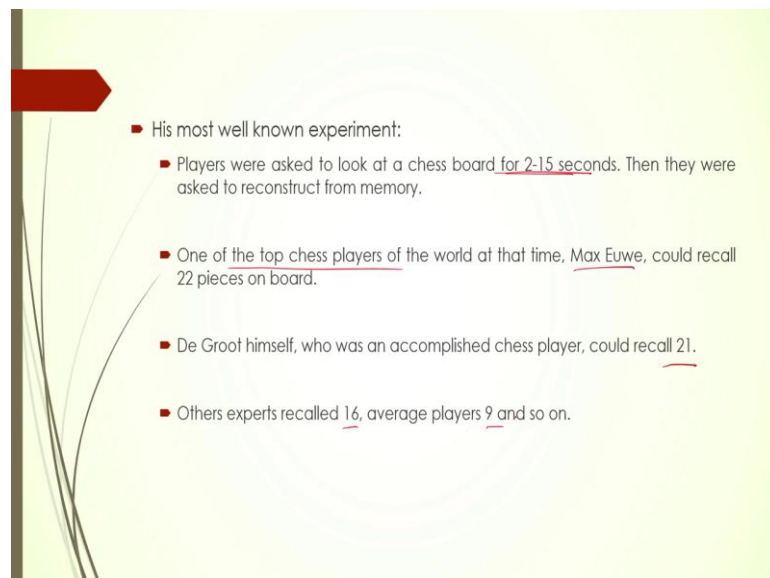 His most well known experiment:
Players were asked to look at a chess board for 2-15 seconds. Then they were
asked to reconstruct from memory.
One of the top chess players of the world at that time, Max Euwe, could recall
22 pieces on board.
De Groot himself, who was an accomplished chess player, could recall 21.
Others experts recalled 16, average players 9 and so on.